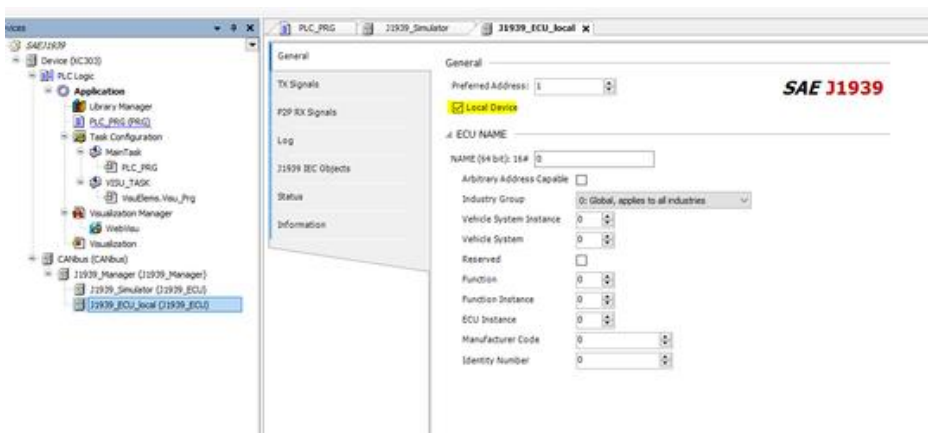 PLC_PRG
J1939_Simulator
J1939_ECU_local
SAEJ1939
Device (XC303)
PLC Logic
Application
Library Manager
PLC_PRG (PRG)
Task Configuration
MainTask
PLC_PRG
VISU_TASK
VisuElems.Visu_Prg
Visualization Manager
WebVisu
Visualization
CANbus (CANbus)
J1939_Manager (J1939_Manager)
J1939_Simulator (J1939_ECU)
J1939_ECU_local (J1939_ECU)
General
TX Signals
P2P RX Signals
Log
J1939 IEC Objects
Status
Information
General
Preferred Address: 1
SAE J1939
Local Device
ECU NAME
NAME (64 bit): 16# 0
Arbitrary Address Capable
Industry Group 0: Global, applies to all industries
Vehicle System Instance 0
Vehicle System 0
Reserved
Function 0
Function Instance 0
ECU Instance 0
Manufacturer Code 0
Identity Number 0